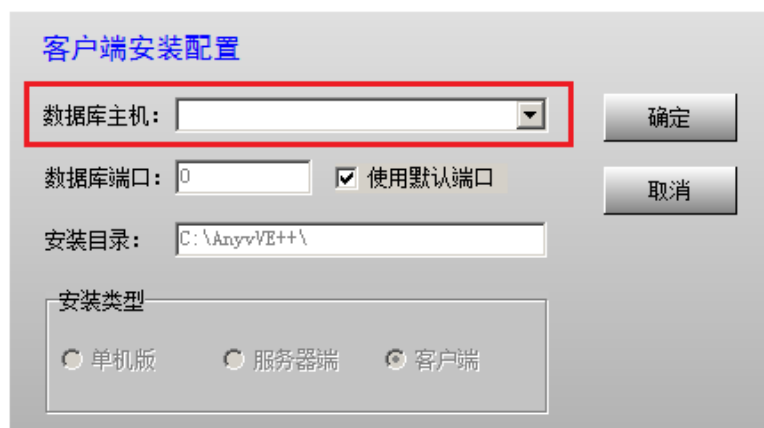 客户端安装配置
数据库主机：
确定
数据库端口： 0 使用默认端口
取消
安装目录： C:\AnyvVE++\
安装类型
单机版 服务器端 客户端